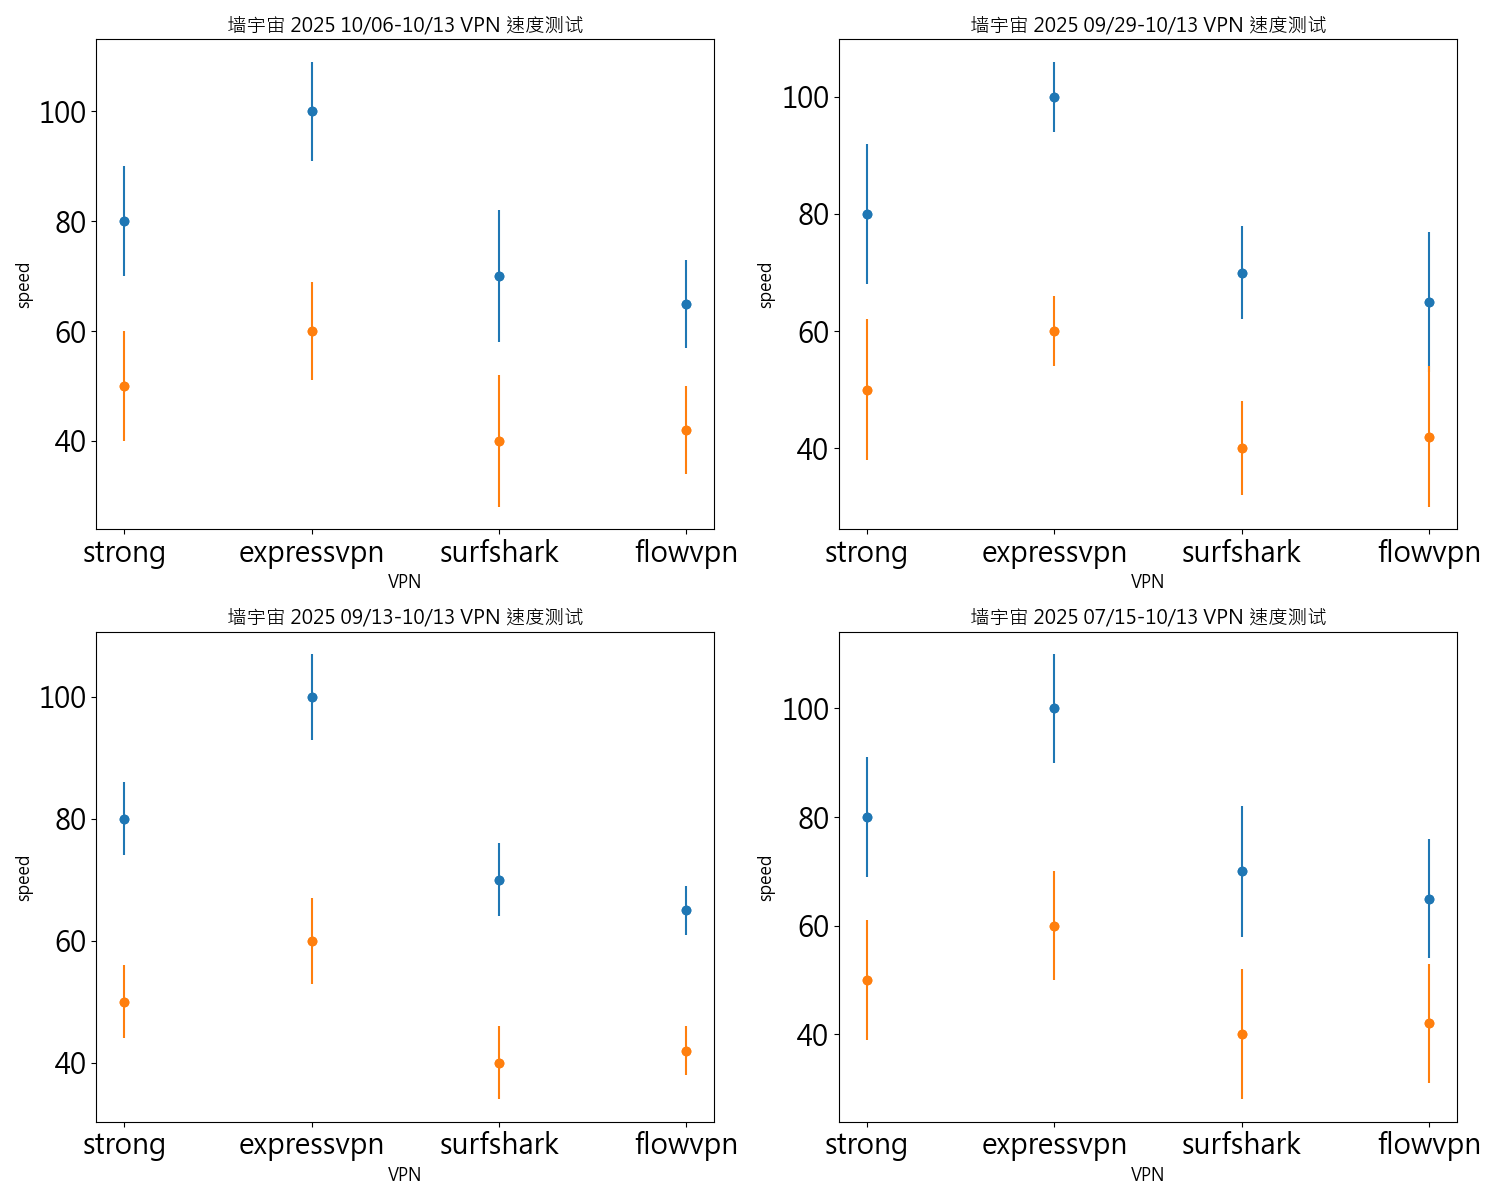 墙宇宙 2025 10/06-10/13 VPN 速度测试
speed
100
80
60
40
strong expressvpn surfshark flowvpn
VPN
墙宇宙 2025 09/29-10/13 VPN 速度测试
speed
100
80
60
40
strong expressvpn surfshark flowvpn
VPN
墙宇宙 2025 09/13-10/13 VPN 速度测试
speed
100
80
60
40
strong expressvpn surfshark flowvpn
VPN
墙宇宙 2025 07/15-10/13 VPN 速度测试
speed
100
80
60
40
strong expressvpn surfshark flowvpn
VPN